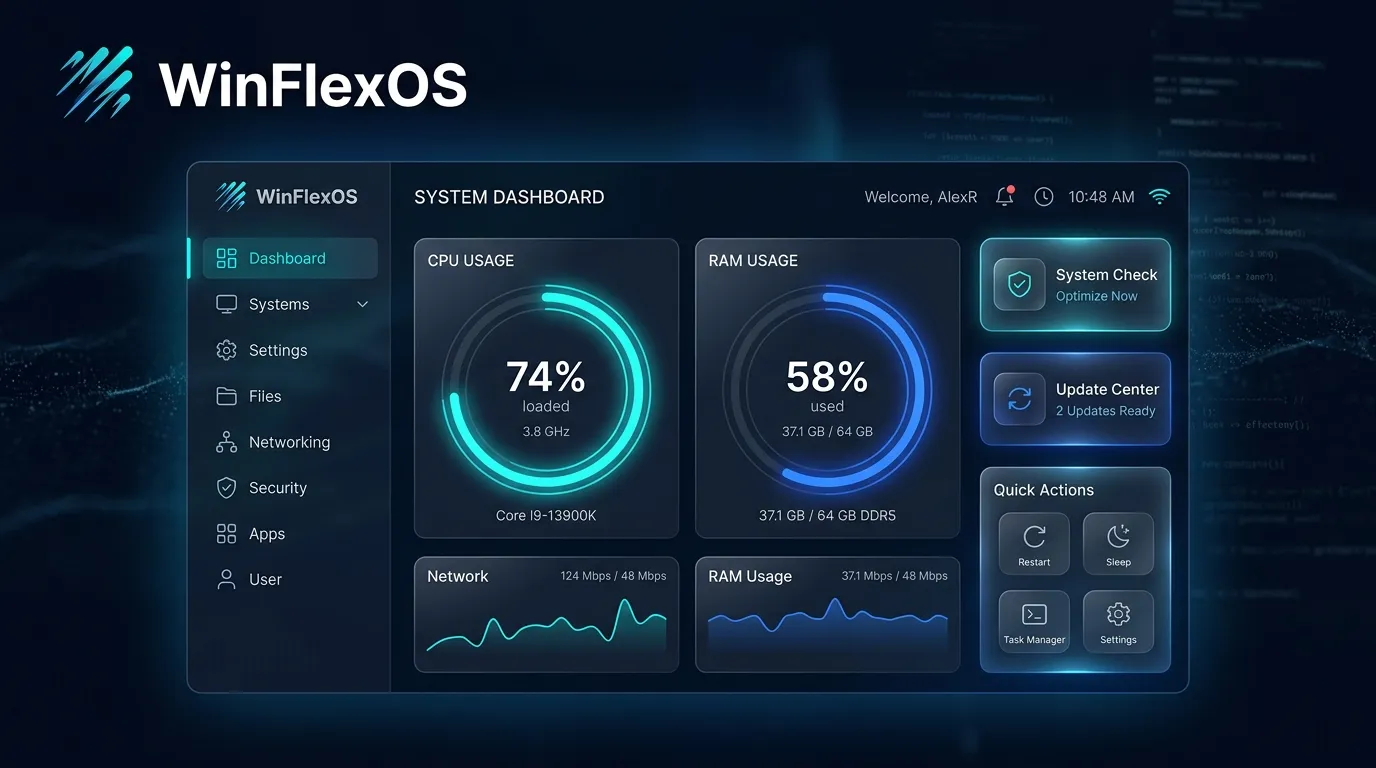 WinFlexOS
WinFlexOS
Dashboard
Systems
Settings
Files
Networking
Security
Apps
User
SYSTEM DASHBOARD
Welcome, AlexR
10:48 AM
CPU USAGE
74%
loaded
3.8 GHz
Core I9-13900K
RAM USAGE
58%
used
37.1 GB / 64 GB
37.1 GB / 64 GB DDR5
System Check
Optimize Now
Update Center
2 Updates Ready
Network
124 Mbps / 48 Mbps
RAM Usage
37.1 Mbps / 48 Mbps
Quick Actions
Restart
Sleep
Task Manager
Settings